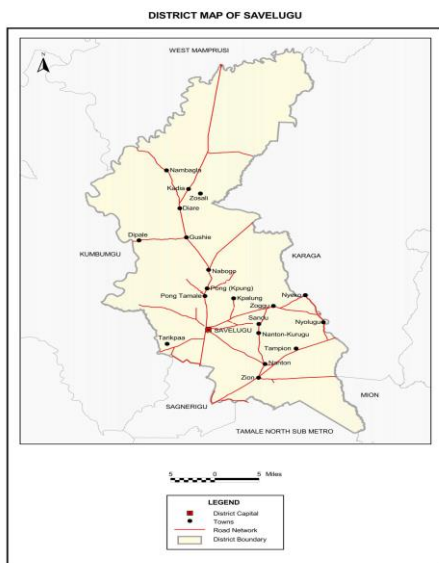 DISTRICT MAP OF SAVELUGU
WEST MAMPRUSI
N
Nambagla
Kadia
Zosali
Diare
Dipale
Gushie
KUMBUMGU
KARAGA
Nabogo
Pong (Kpung)
Pong Tamale
Kpalung
Nyeko
Zoggu
Sandu
Nyolugu
SAVELUGU
Nanton-Kurugu
Tarikpaa
Tampion
Nanton
Zion
MION
SAGNERIGU
TAMALE NORTH SUB METRO
5 0 5 Miles
LEGEND
District Capital
Towns
Road Network
District Boundary